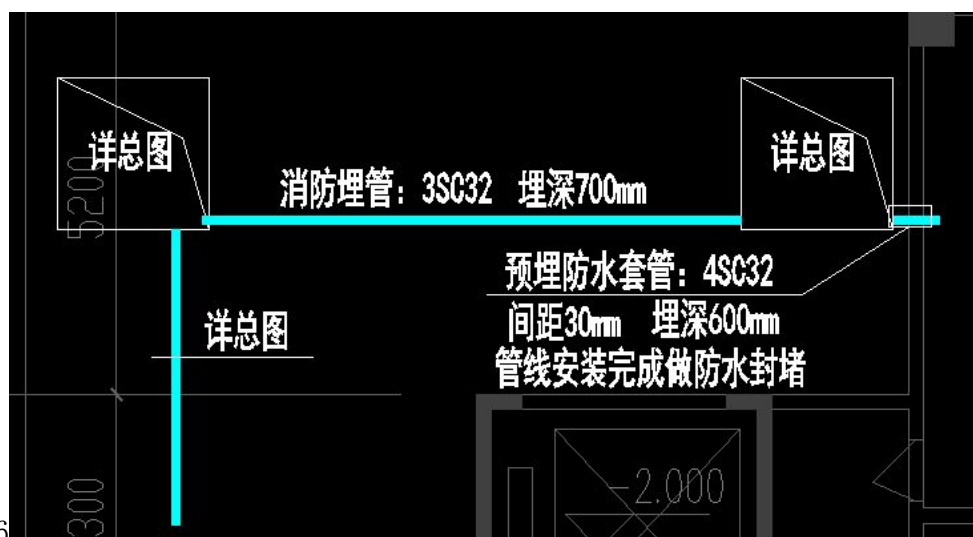 详总图
详总图
5200
消防埋管：3SC32 埋深700mm
预埋防水套管：4SC32
间距30mm 埋深600mm
管线安装完成做防水封堵
详总图
-2.000
300
6